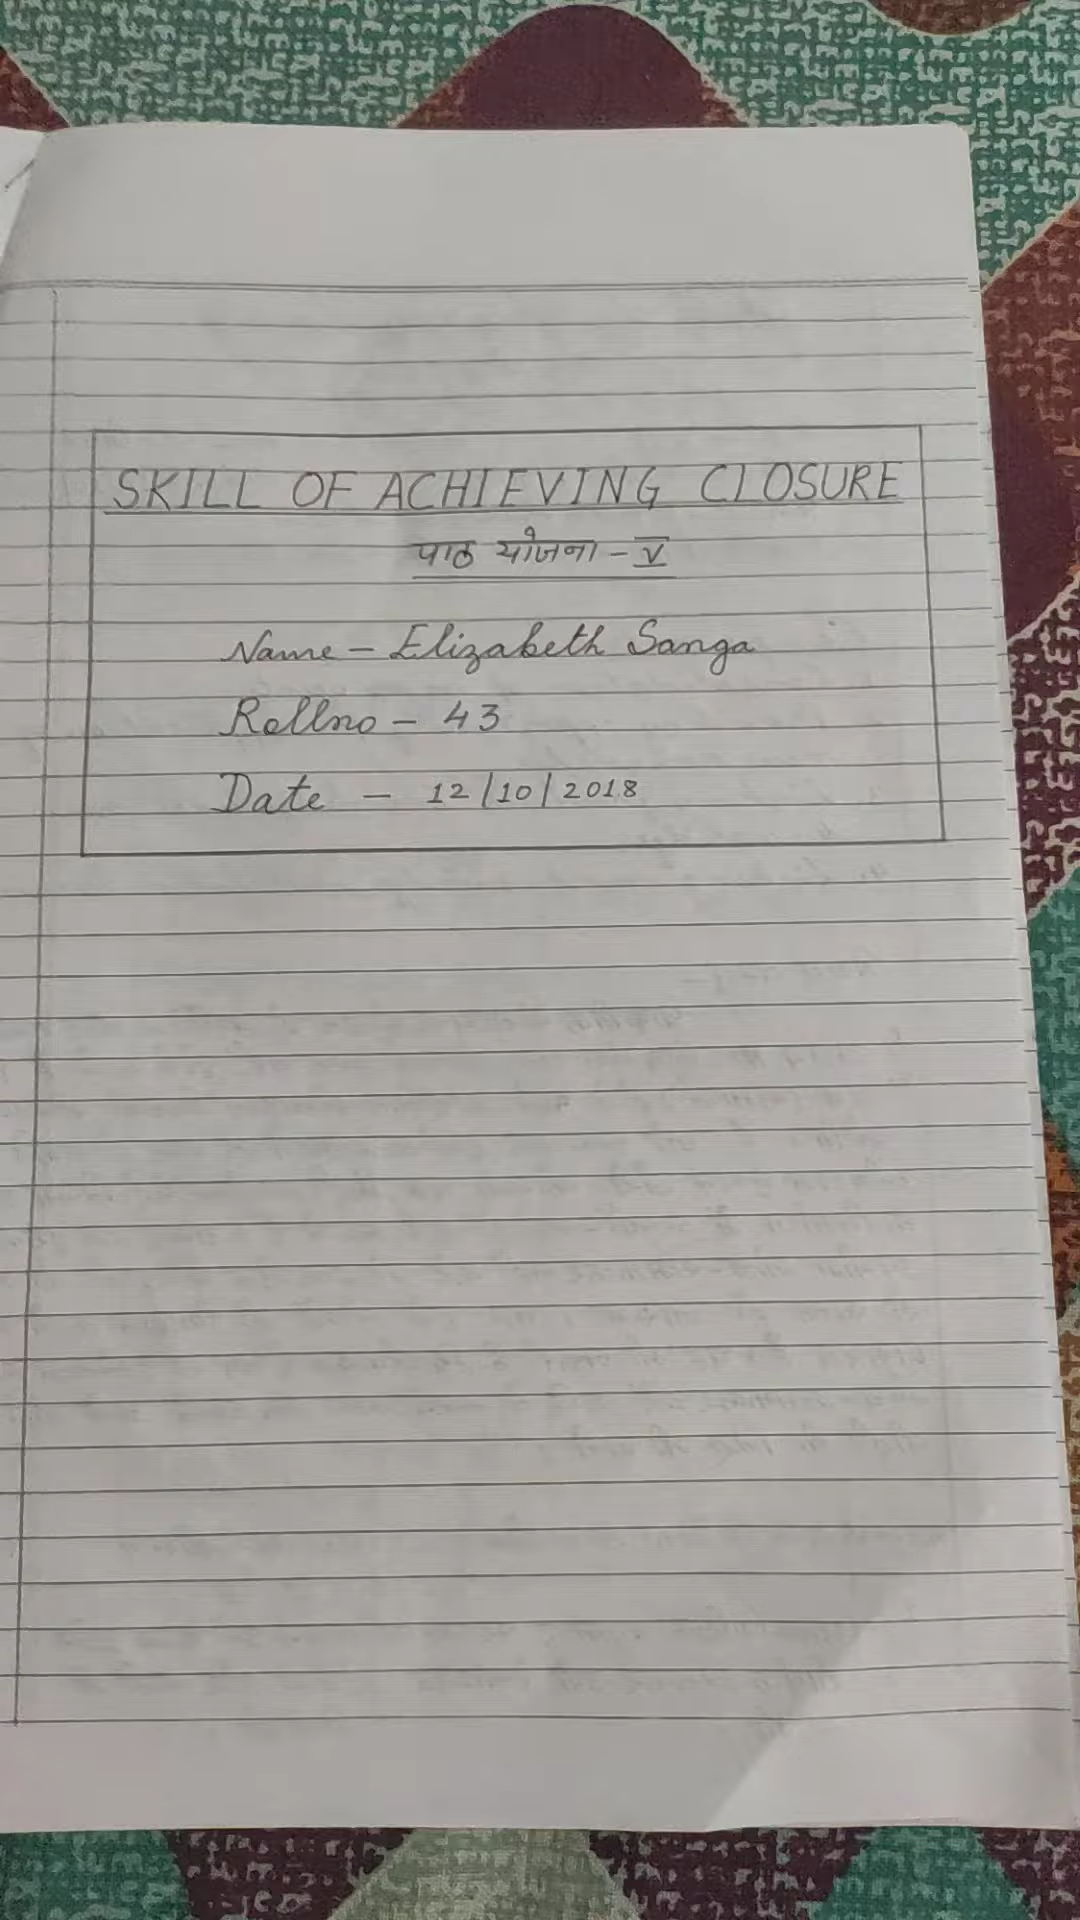 SKILL OF ACHIEVING CLOSURE
पाठ योजना - V
Name - Elizabeth Sanga
Rollno - 43
Date - 12/10/2018